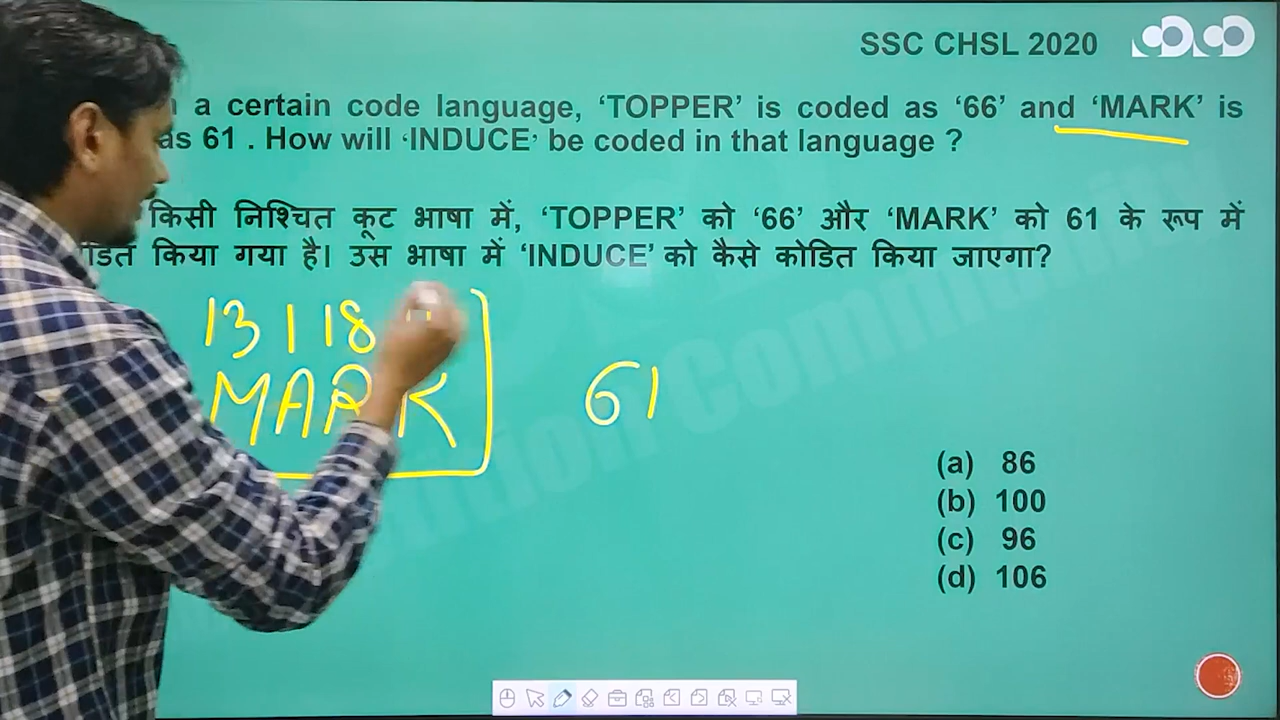 SSC CHSL 2020
a certain code language, ‘TOPPER’ is coded as ‘66’ and ‘MARK’ is
as 61 . How will ‘INDUCE’ be coded in that language ?
किसी निश्चित कूट भाषा में, ‘TOPPER’ को ‘66’ और ‘MARK’ को 61 के रूप में
किया गया है। उस भाषा में ‘INDUCE’ को कैसे कोडित किया जाएगा?
13 1 18
MARK 61
(a) 86
(b) 100
(c) 96
(d) 106